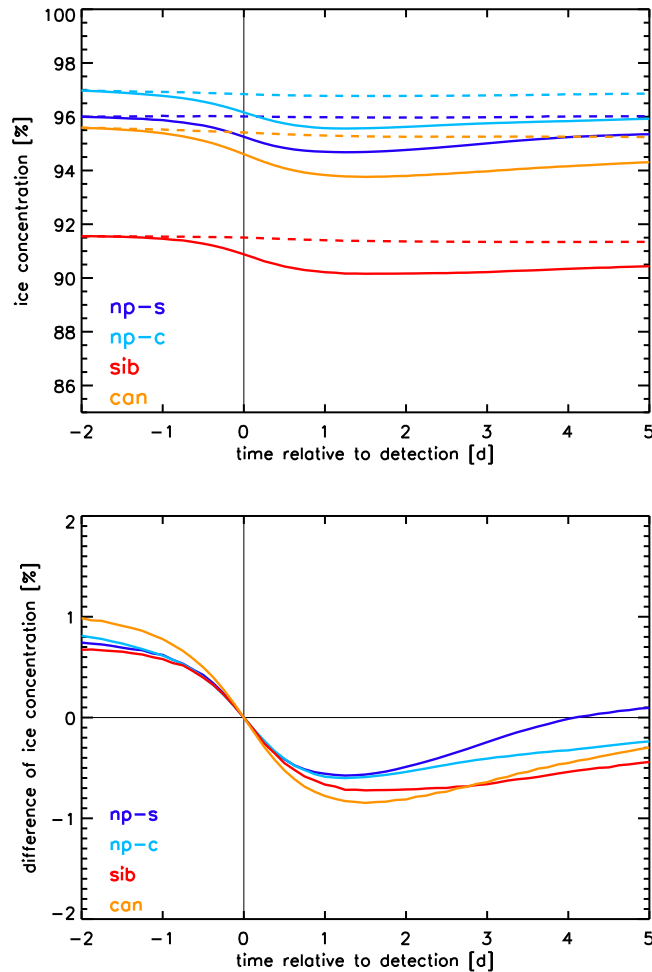 100
98
96
94
92
90
88
86
ice concentration [%]
np-s
np-c
sib
can
-2 -1 0 1 2 3 4 5
time relative to detection [d]
2
1
0
-1
-2
difference of ice concentration [%]
np-s
np-c
sib
can
-2 -1 0 1 2 3 4 5
time relative to detection [d]